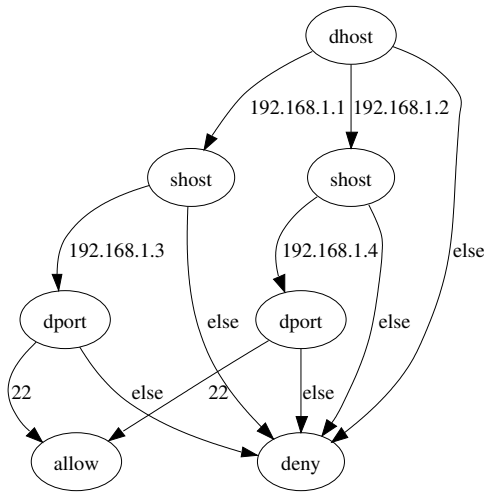 dhost
192.168.1.1
192.168.1.2
shost
shost
192.168.1.3
192.168.1.4
else
dport
else
dport
else
22
else
22
else
allow
deny